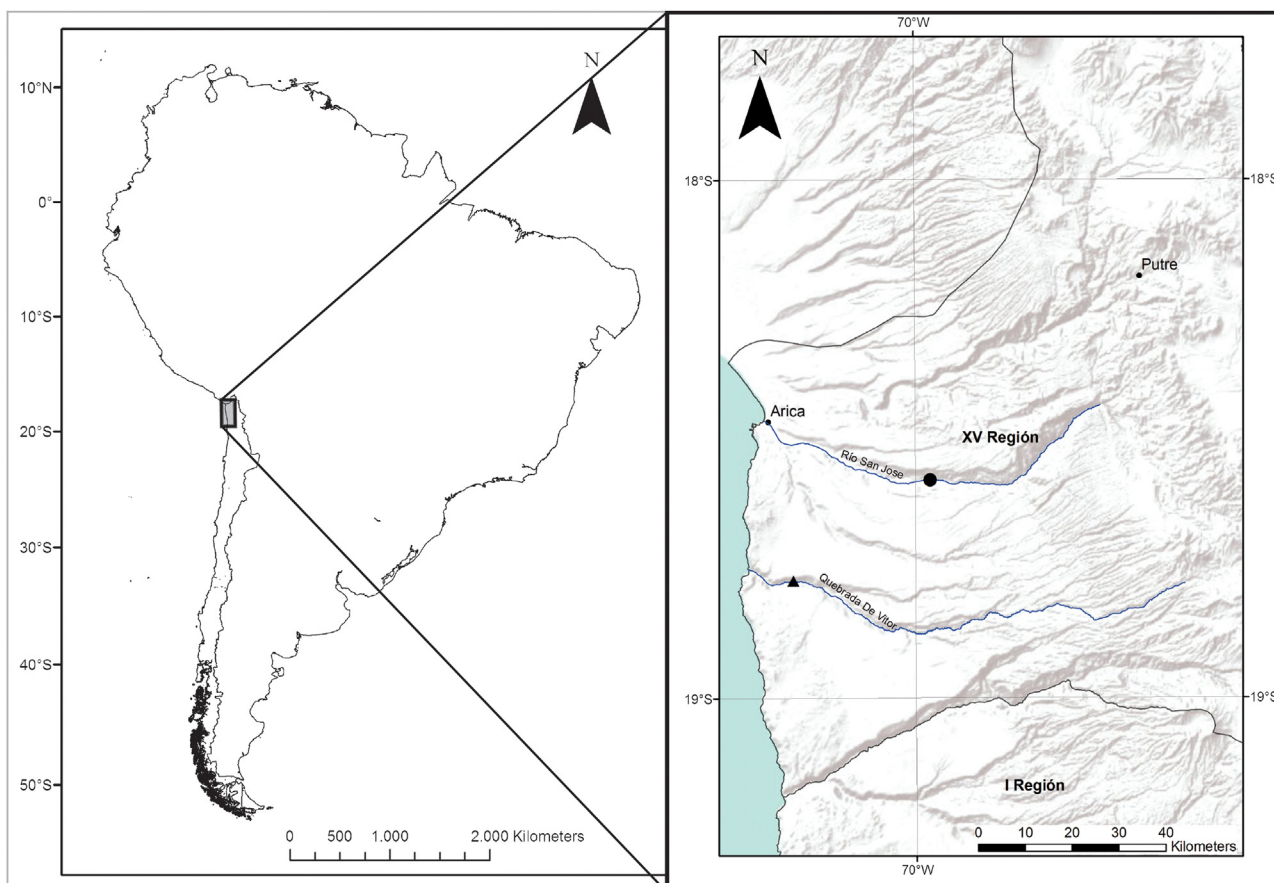 10°N
0°
10°S
20°S
30°S
40°S
50°S
N
0 500 1.000 2.000 Kilometers
70°W
N
18°S
18°S
Putre
Arica
XV Región
Río San Jose
Quebrada De Vitor
19°S
19°S
I Región
0 10 20 30 40
Kilometers
70°W